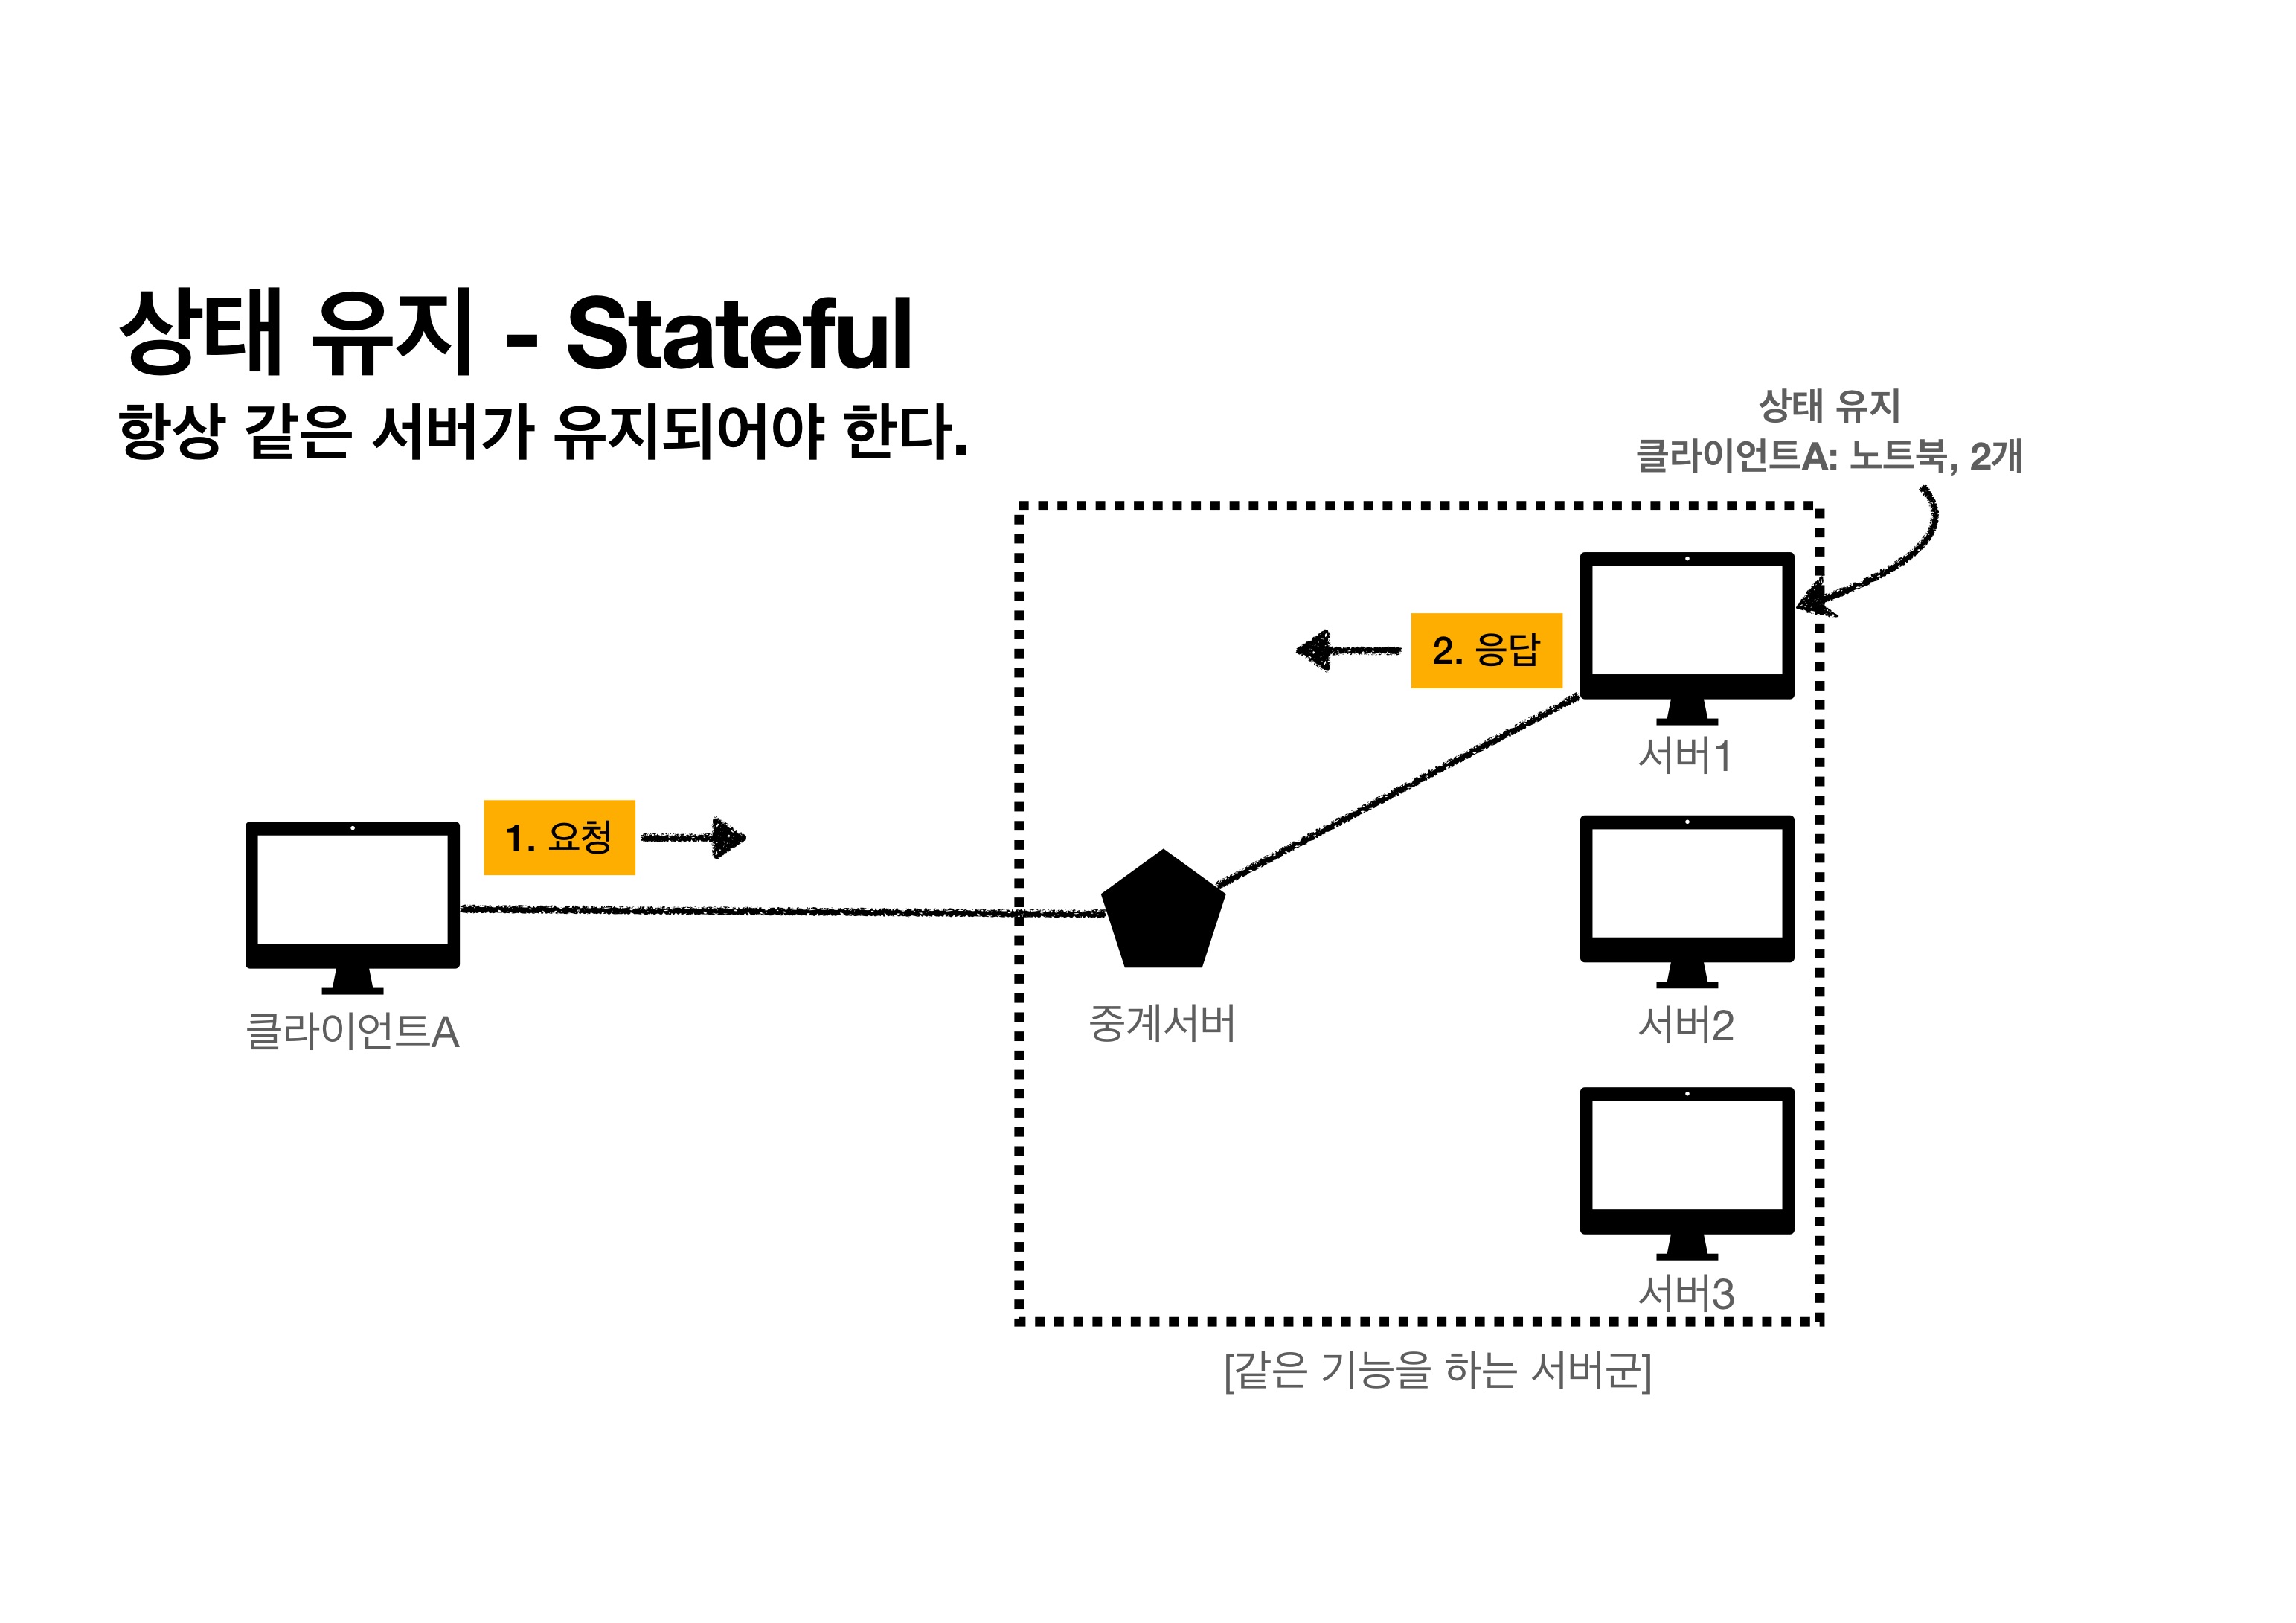 상태 유지 - Stateful
항상 같은 서버가 유지되어야 한다.
상태 유지
클라이언트A: 노트북, 2개
2. 응답
서버1
1. 요청
클라이언트A
중계서버
서버2
서버3
[같은 기능을 하는 서버군]